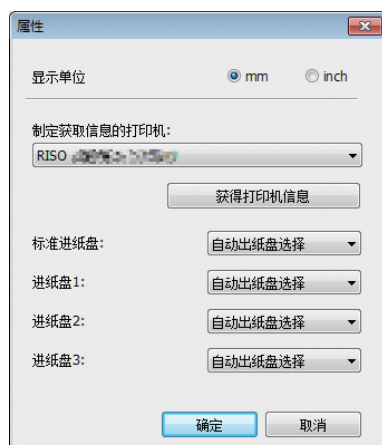 属性
显示单位 mm inch
制定获取信息的打印机:
RISO
获得打印机信息
标准进纸盘: 自动出纸盘选择
进纸盘1: 自动出纸盘选择
进纸盘2: 自动出纸盘选择
进纸盘3: 自动出纸盘选择
确定 取消